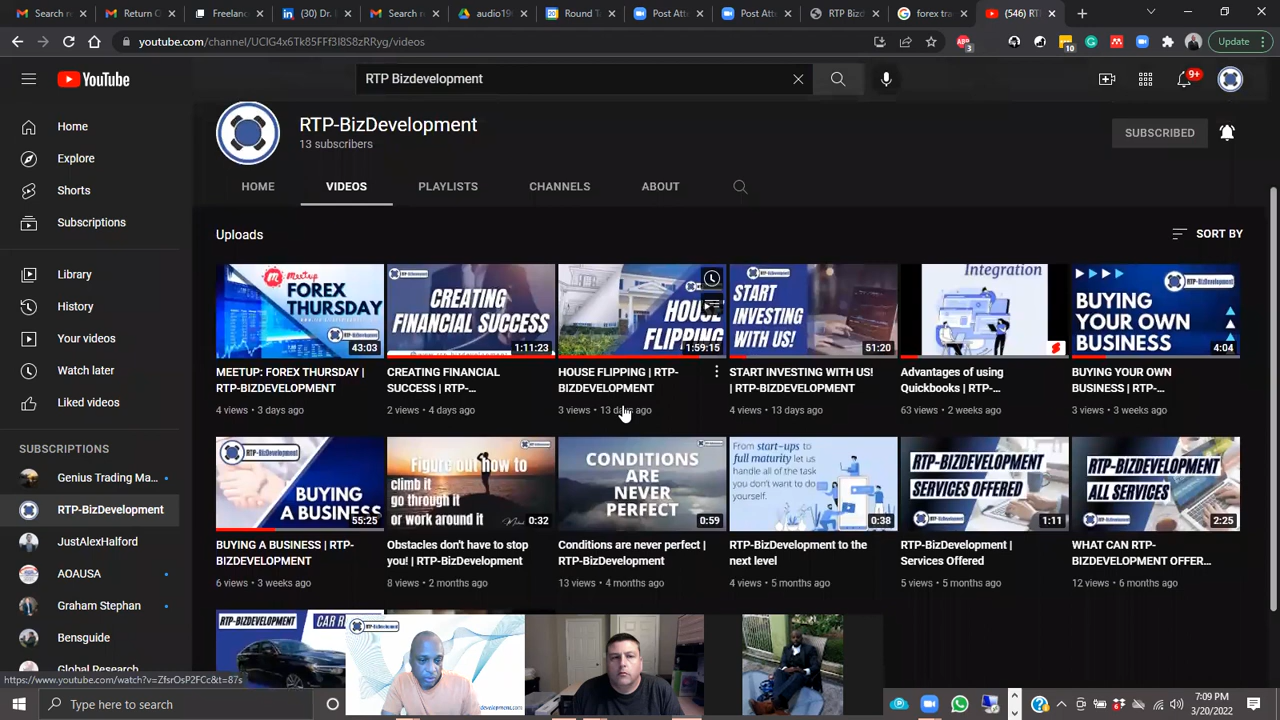 Search r
Return O
Freelanc
(30) Dr. I
Search r
audio19
Round T
Post Atte
Post Atte
RTP Bizd
forex tra
(546) RT
youtube.com/channel/UCIG4x6Tk85FFf3I8S8zRRyg/videos
3
10
Update
YouTube
RTP Bizdevelopment
9+
Home
Explore
Shorts
Subscriptions
Library
History
Your videos
Watch later
Liked videos
SUBSCRIPTIONS
Genius Trading Ma...
RTP-BizDevelopment
JustAlexHalford
AOAUSA
Graham Stephan
Bensguide
Global Research
RTP-BizDevelopment
13 subscribers
SUBSCRIBED
HOME
VIDEOS
PLAYLISTS
CHANNELS
ABOUT
Uploads
SORT BY
Meetup
FOREX
THURSDAY
43:03
MEETUP: FOREX THURSDAY |
RTP-BIZDEVELOPMENT
4 views • 3 days ago
CREATING
FINANCIAL SUCCESS
1:11:23
CREATING FINANCIAL
SUCCESS | RTP-...
2 views • 4 days ago
HOUSE
FLIPPING
1:59:15
HOUSE FLIPPING | RTP-
BIZDEVELOPMENT
3 views • 13 days ago
START
INVESTING
WITH US!
51:20
START INVESTING WITH US!
| RTP-BIZDEVELOPMENT
4 views • 13 days ago
Integration
Advantages of using
Quickbooks | RTP-...
63 views • 2 weeks ago
BUYING
YOUR OWN
BUSINESS
4:04
BUYING YOUR OWN
BUSINESS | RTP-...
3 views • 3 weeks ago
RTP-BizDevelopment
BUYING
A BUSINESS
55:25
BUYING A BUSINESS | RTP-
BIZDEVELOPMENT
6 views • 3 weeks ago
Figure out how to
climb it
go through it
or work around it
0:32
Obstacles don't have to stop
you! | RTP-BizDevelopment
8 views • 2 months ago
CONDITIONS
ARE
NEVER
PERFECT
0:59
Conditions are never perfect |
RTP-BizDevelopment
13 views • 4 months ago
From start-ups to
full maturity let us
handle all of the task
you don't want to do
yourself.
0:38
RTP-BizDevelopment to the
next level
4 views • 5 months ago
RTP-BIZDEVELOPMENT
SERVICES OFFERED
1:11
RTP-BizDevelopment |
Services Offered
5 views • 5 months ago
RTP-BIZDEVELOPMENT
ALL SERVICES
2:25
WHAT CAN RTP-
BIZDEVELOPMENT OFFER...
12 views • 6 months ago
RTP-BIZDEVELOPMENT
CAR R
RTP-BizDevelopment
development.com
https://www.youtube.com/watch?v=ZfsrOsP2FCc&t=87s
Type here to search
7:09 PM
3/20/2022